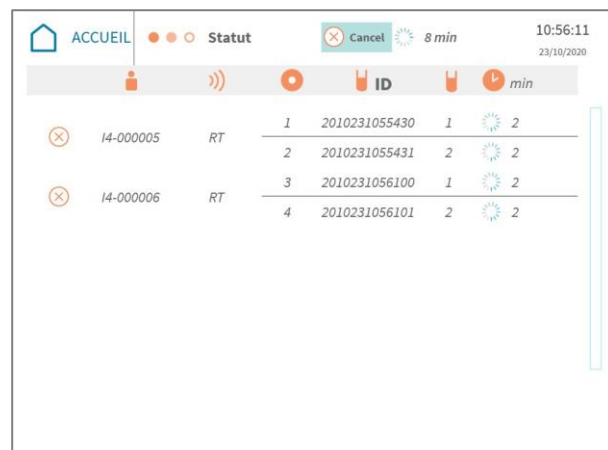 ACCUEIL Statut Cancel 8 min 10:56:11
23/10/2020
ID min
I4-000005 RT 1 2010231055430 1 2
2 2010231055431 2 2
I4-000006 RT 3 2010231056100 1 2
4 2010231056101 2 2